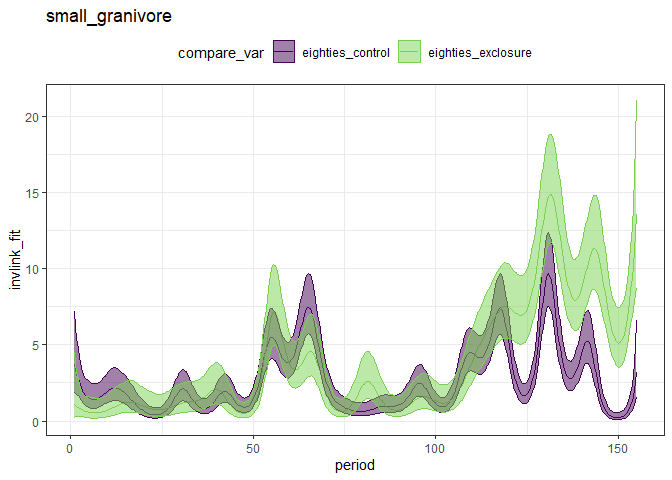 small_granivore
compare_var eighties_control eighties_exclosure
20
15
10
5
0
invlink_fit
0 50 100 150
period